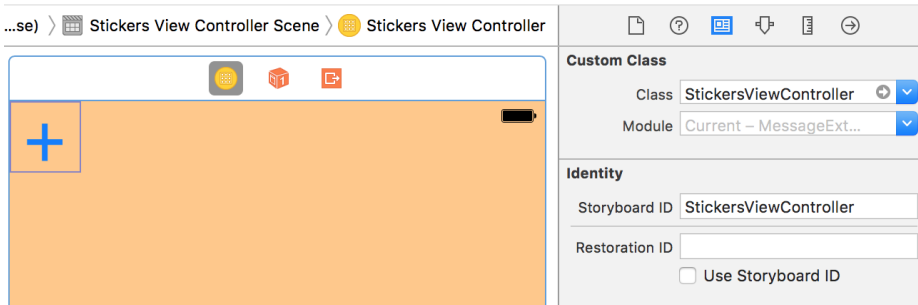 ...se) Stickers View Controller Scene Stickers View Controller
Custom Class
Class StickersViewController
Module Current – MessageExt...
Identity
Storyboard ID StickersViewController
Restoration ID
Use Storyboard ID